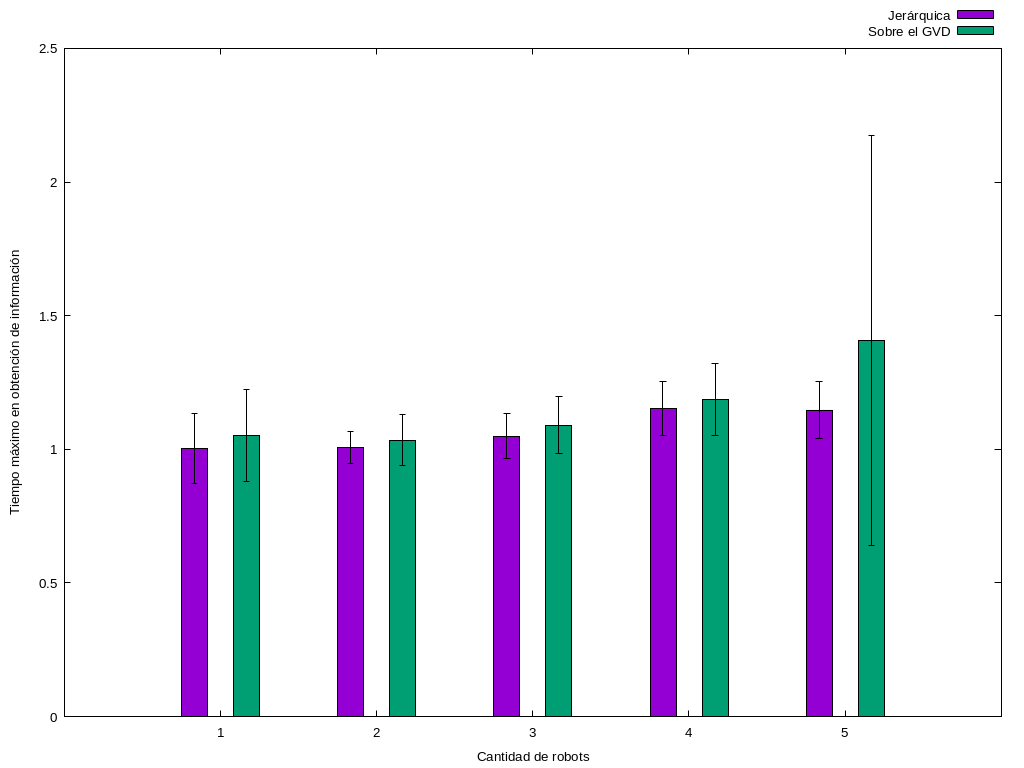 Jerárquica
Sobre el GVD
2.5
2
1.5
1
0.5
0
Tiempo máximo en obtención de información
1 2 3 4 5
Cantidad de robots